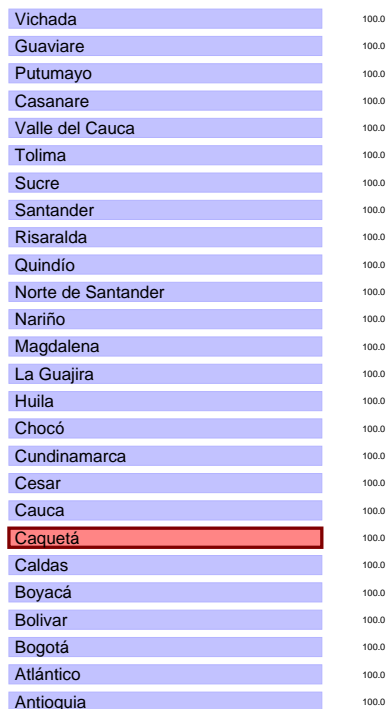 Vichada 100.0
Guaviare 100.0
Putumayo 100.0
Casanare 100.0
Valle del Cauca 100.0
Tolima 100.0
Sucre 100.0
Santander 100.0
Risaralda 100.0
Quindío 100.0
Norte de Santander 100.0
Nariño 100.0
Magdalena 100.0
La Guajira 100.0
Huila 100.0
Chocó 100.0
Cundinamarca 100.0
Cesar 100.0
Cauca 100.0
Caquetá 100.0
Caldas 100.0
Boyacá 100.0
Bolivar 100.0
Bogotá 100.0
Atlántico 100.0
Antioquia 100.0